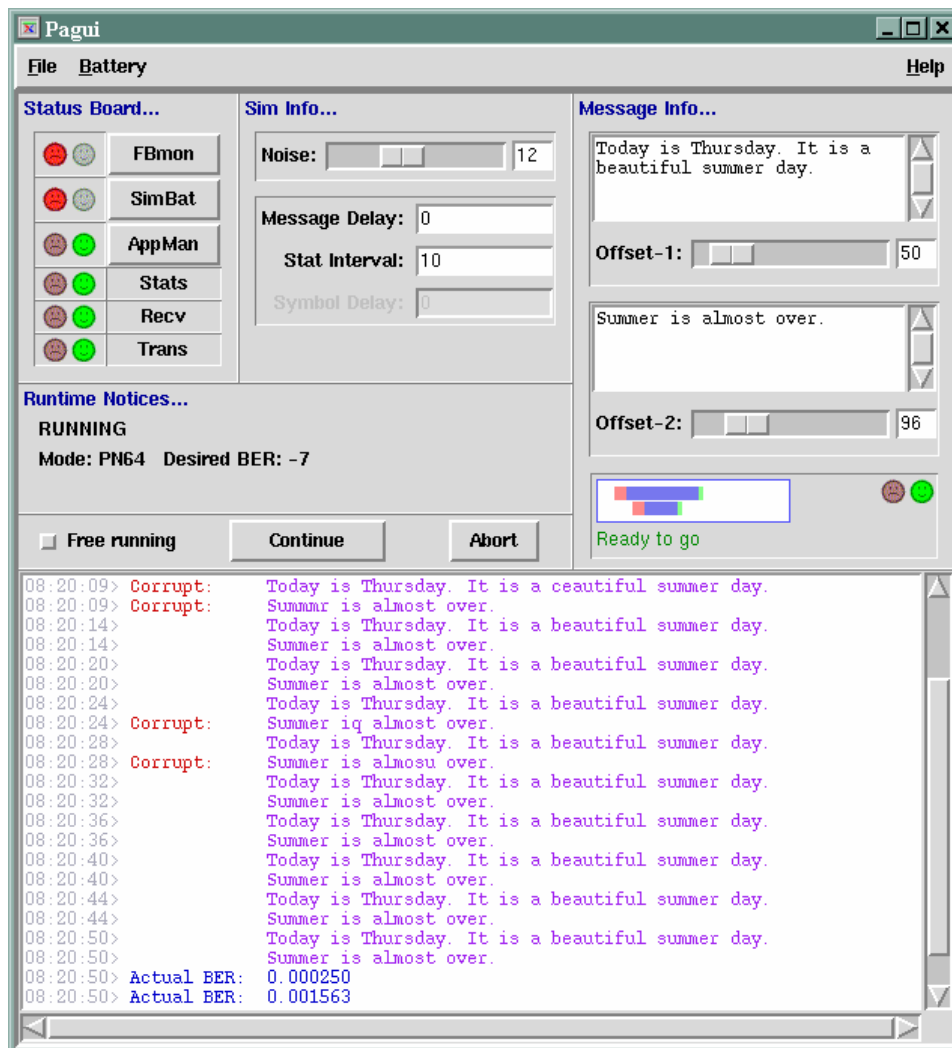 Pagui
File Battery Help
Status Board...
FBmon
SimBat
AppMan
Stats
Recv
Trans
Sim Info...
Noise: 12
Message Delay: 0
Stat Interval: 10
Symbol Delay: 0
Message Info...
Today is Thursday. It is a
beautiful summer day.
Offset-1: 50
Summer is almost over.
Offset-2: 96
Ready to go
Runtime Notices...
RUNNING
Mode: PN64 Desired BER: -7
Free running Continue Abort
08:20:09> Corrupt: Today is Thursday. It is a ceautiful summer day.
08:20:09> Corrupt: Summmr is almost over.
08:20:14> Today is Thursday. It is a beautiful summer day.
08:20:14> Summer is almost over.
08:20:20> Today is Thursday. It is a beautiful summer day.
08:20:20> Summer is almost over.
08:20:24> Today is Thursday. It is a beautiful summer day.
08:20:24> Corrupt: Summer iq almost over.
08:20:28> Today is Thursday. It is a beautiful summer day.
08:20:28> Corrupt: Summer is almosu over.
08:20:32> Today is Thursday. It is a beautiful summer day.
08:20:32> Summer is almost over.
08:20:36> Today is Thursday. It is a beautiful summer day.
08:20:36> Summer is almost over.
08:20:40> Today is Thursday. It is a beautiful summer day.
08:20:40> Summer is almost over.
08:20:44> Today is Thursday. It is a beautiful summer day.
08:20:44> Summer is almost over.
08:20:50> Today is Thursday. It is a beautiful summer day.
08:20:50> Summer is almost over.
08:20:50> Actual BER: 0.000250
08:20:50> Actual BER: 0.001563